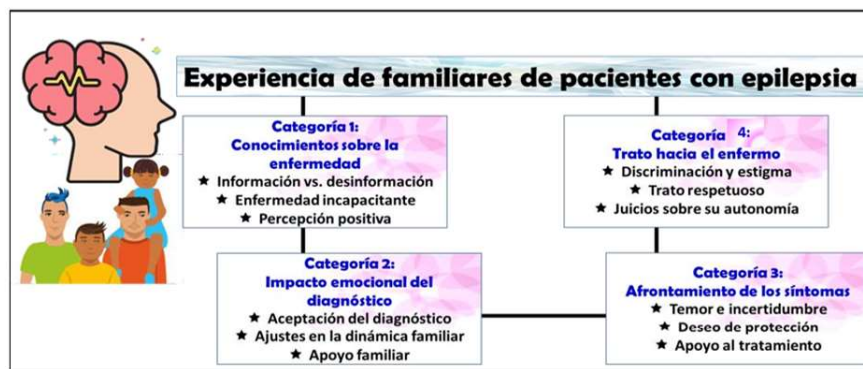 Experiencia de familiares de pacientes con epilepsia
Categoría 1:
Conocimientos sobre la
enfermedad
★ Información vs. desinformación
★ Enfermedad incapacitante
★ Percepción positiva
Categoría 2:
Impacto emocional del
diagnóstico
★ Aceptación del diagnóstico
★ Ajustes en la dinámica familiar
★ Apoyo familiar
Categoría 4:
Trato hacia el enfermo
★ Discriminación y estigma
★ Trato respetuoso
★ Juicios sobre su autonomía
Categoría 3:
Afrontamiento de los síntomas
★ Temor e incertidumbre
★ Deseo de protección
★ Apoyo al tratamiento